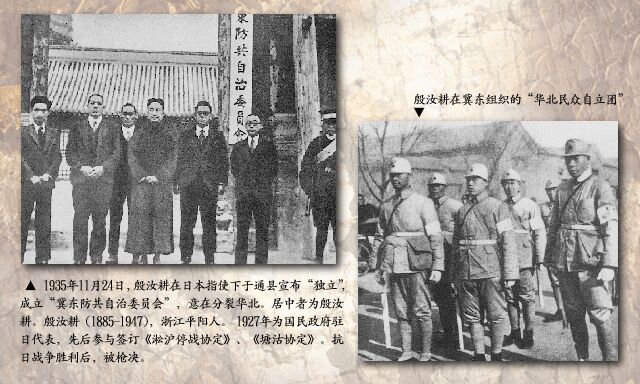 東防共自治委員會
殷汝耕在冀东组织的“华北民众自立团”
▼
▲ 1935年11月24日，殷汝耕在日本指使下于通县宣布“独立”，
成立“冀东防共自治委员会”，意在分裂华北。居中者为殷汝
耕。殷汝耕（1885-1947），浙江平阳人。1927年为国民政府驻
日代表，先后参与签订《淞沪停战协定》、《塘沽协定》。抗
日战争胜利后，被枪决。